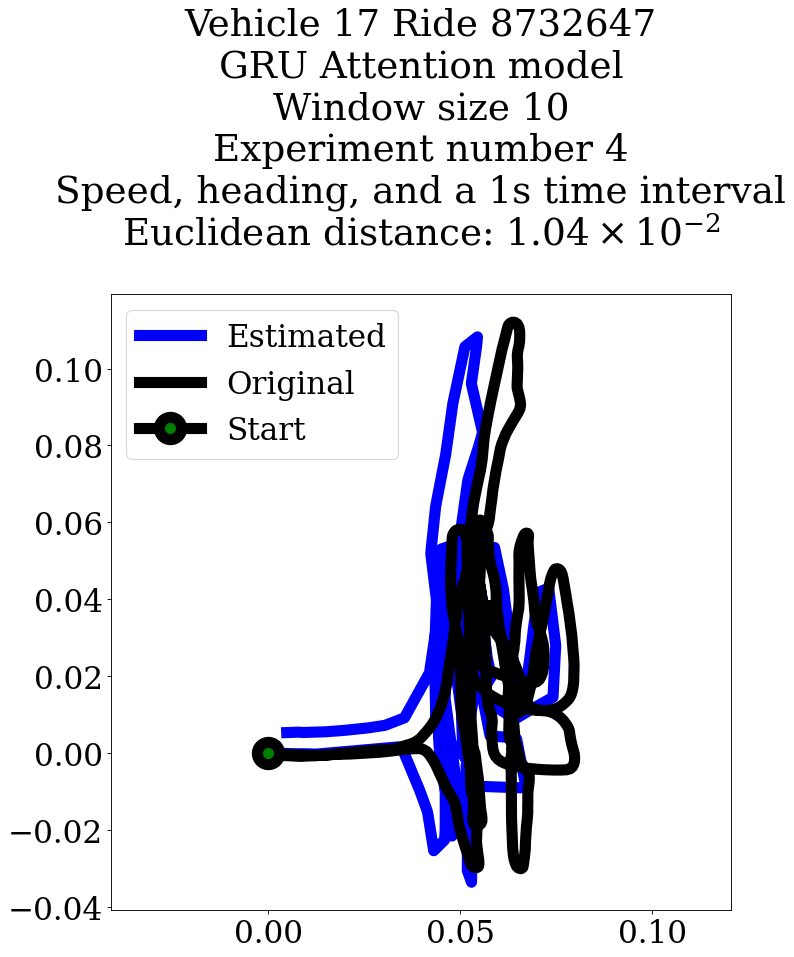 Vehicle 17 Ride 8732647
GRU Attention model
Window size 10
Experiment number 4
Speed, heading, and a 1s time interval
Euclidean distance: 1.04 × 10⁻²
Estimated
Original
Start
0.10
0.08
0.06
0.04
0.02
0.00
−0.02
−0.04
0.00 0.05 0.10